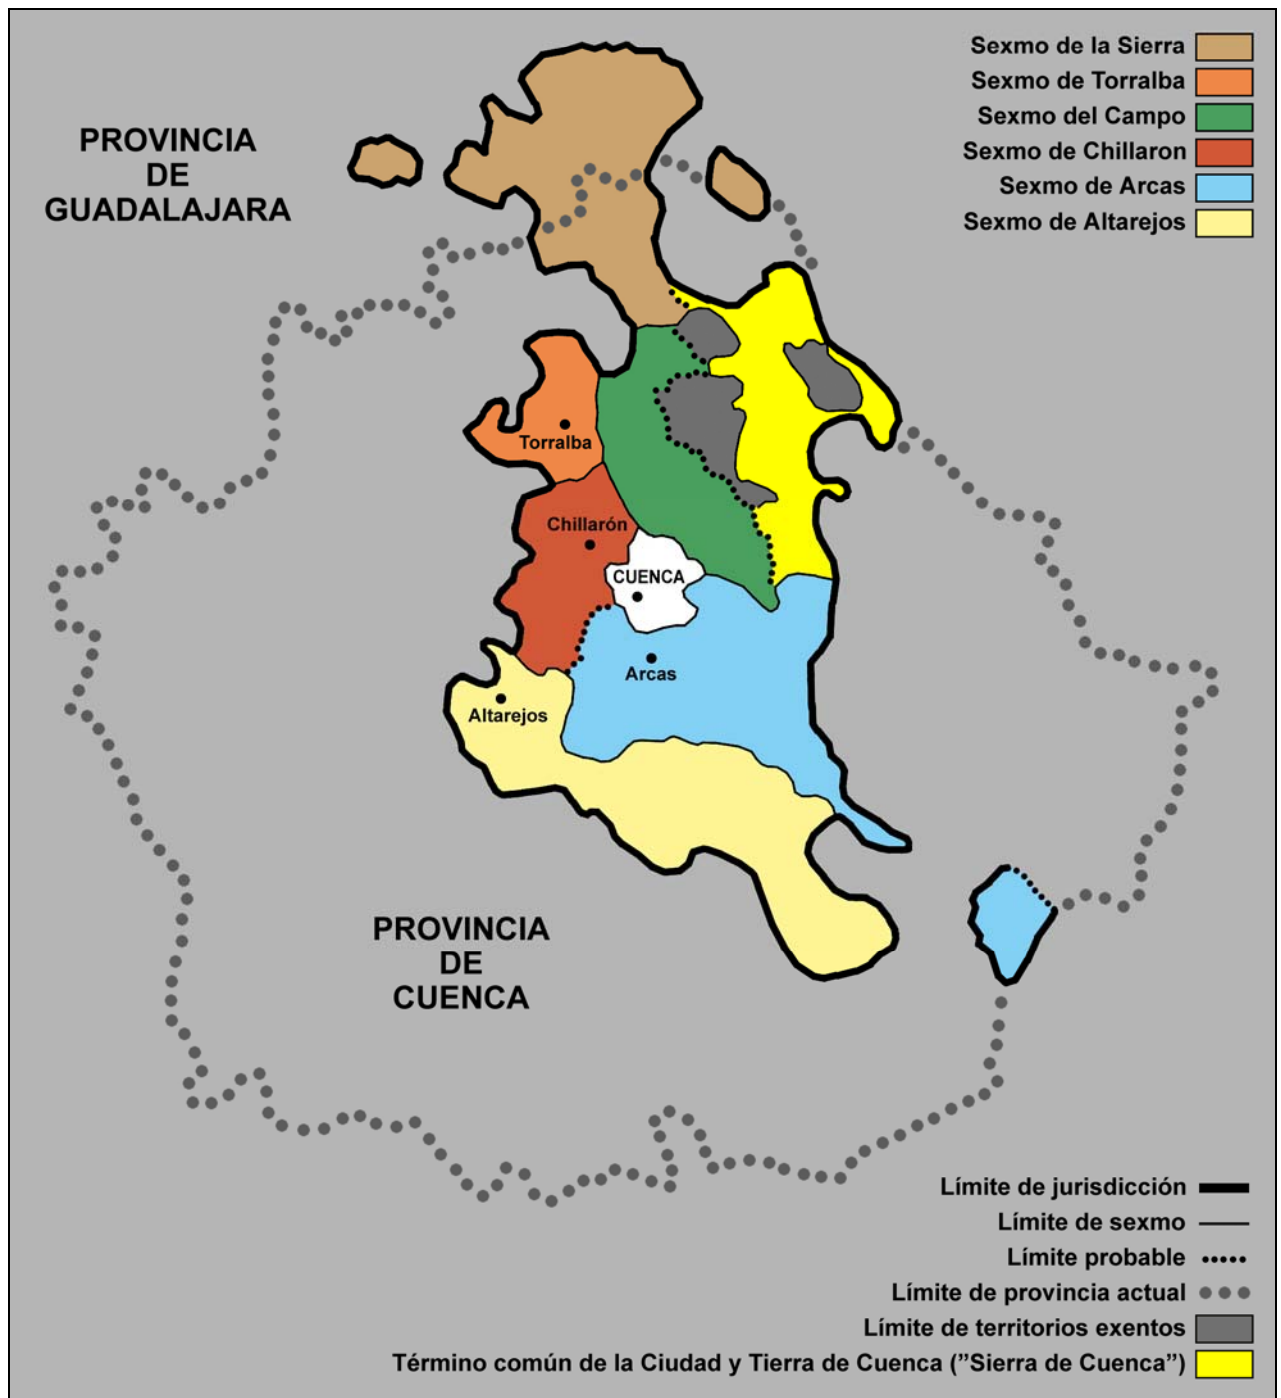 Sexmo de la Sierra
Sexmo de Torralba
Sexmo del Campo
Sexmo de Chillaron
Sexmo de Arcas
Sexmo de Altarejos
PROVINCIA
DE
GUADALAJARA
Torralba
Chillarón
CUENCA
Arcas
Altarejos
PROVINCIA
DE
CUENCA
Límite de jurisdicción
Límite de sexmo
Límite probable
Límite de provincia actual
Límite de territorios exentos
Término común de la Ciudad y Tierra de Cuenca (”Sierra de Cuenca”)